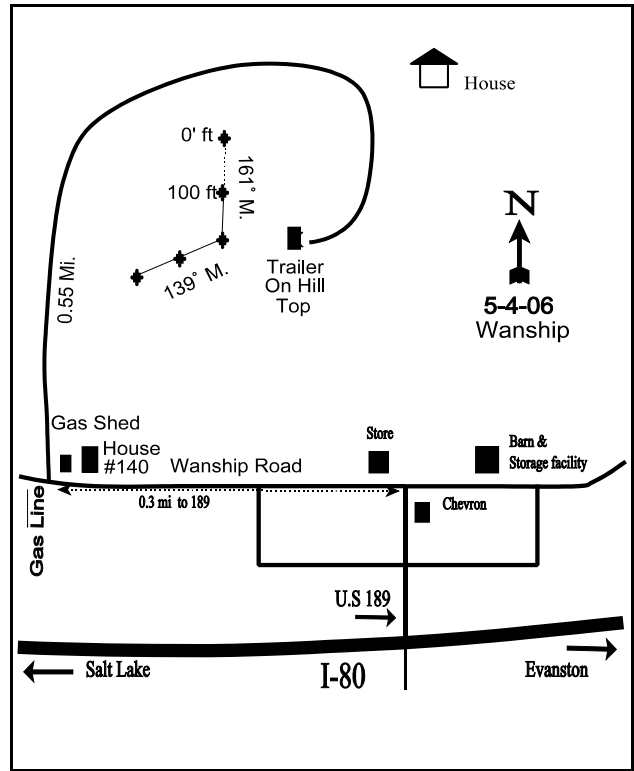 House
0' ft
161° M.
100 ft
N
139° M.
Trailer
On Hill
Top
0.55 Mi.
5-4-06
Wanship
Gas Shed
House
#140
Wanship Road
Store
Barn &
Storage facility
0.3 mi to 189
Chevron
Gas Line
U.S 189
Salt Lake
I-80
Evanston